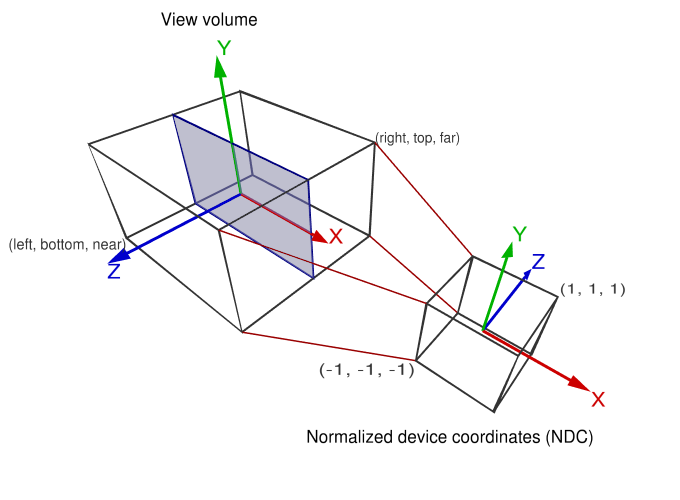 View volume
Y
(right, top, far)
X
(left, bottom, near)
Z
Y
Z
(1, 1, 1)
(-1, -1, -1)
X
Normalized device coordinates (NDC)